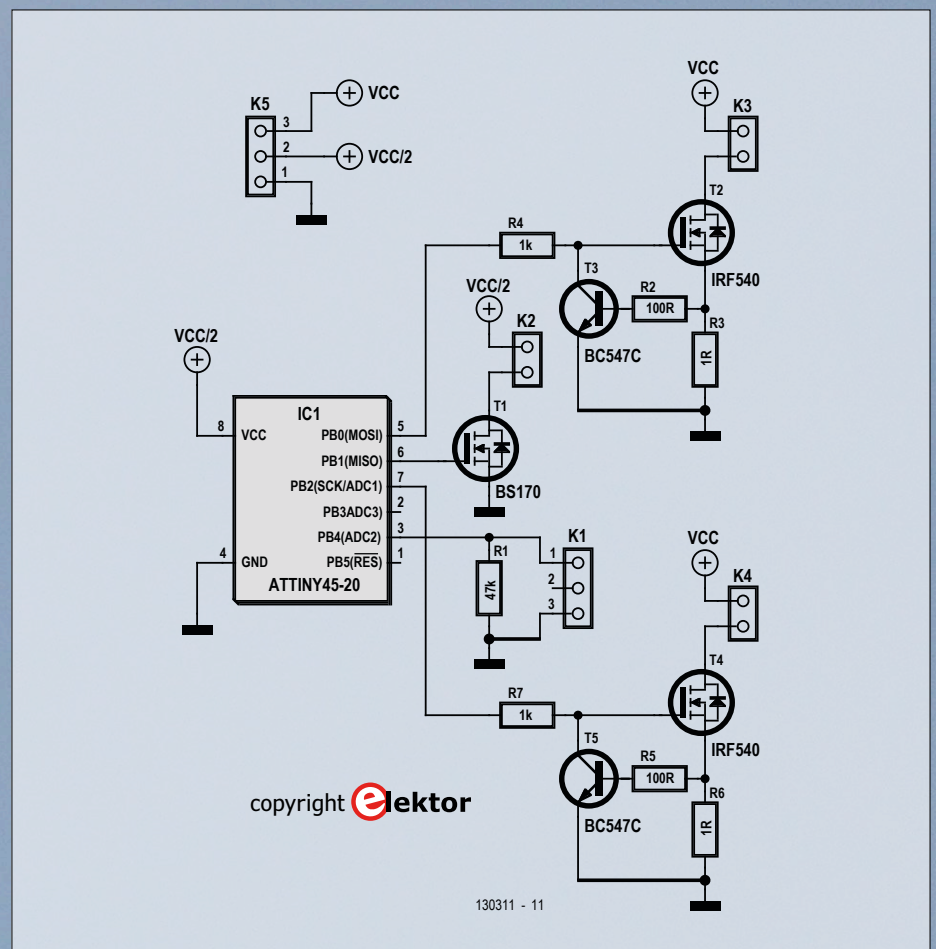 VCC
K5
3
VCC
2
VCC/2
1
K3
T2
R4
1k
IRF540
T3
R2
100R
R3
1R
BC547C
VCC/2
K2
T1
BS170
VCC/2
IC1
8
VCC
PB0(MOSI)
5
PB1(MISO)
6
PB2(SCK/ADC1)
7
PB3ADC3)
2
PB4(ADC2)
3
4
GND
PB5(RES)
1
ATTINY45-20
R1
47k
K1
1
2
3
VCC
K4
T4
R7
1k
IRF540
T5
R5
100R
R6
1R
BC547C
copyright elektor
130311 - 11